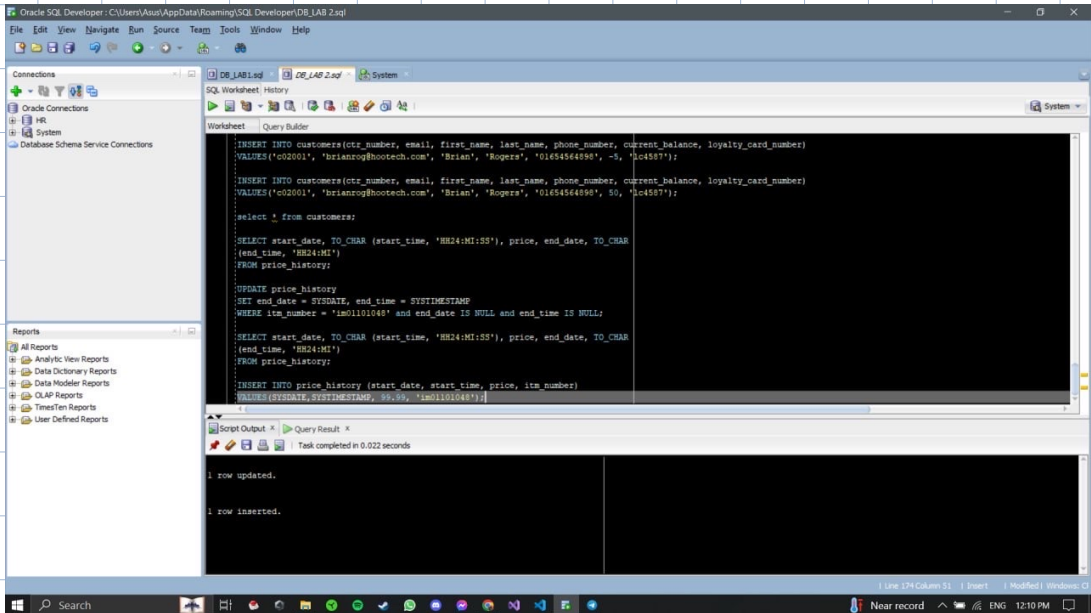 Oracle SQL Developer : C:\Users\Asus\AppData\Roaming\SQL Developer\DB_LAB 2.sql
File Edit View Navigate Run Source Team Tools Window Help
Connections
Oracle Connections
HR
System
Database Schema Service Connections
DB_LAB1.sql DB_LAB 2.sql System
SQL Worksheet History
System
Worksheet Query Builder
INSERT INTO customers(ctr_number, email, first_name, last_name, phone_number, current_balance, loyalty_card_number)
VALUES('c02001', 'brianrog@hootech.com', 'Brian', 'Rogers', '01654564898', -5, 'lc4587');
INSERT INTO customers(ctr_number, email, first_name, last_name, phone_number, current_balance, loyalty_card_number)
VALUES('c02001', 'brianrog@hootech.com', 'Brian', 'Rogers', '01654564898', 50, 'lc4587');
select * from customers;
SELECT start_date, TO_CHAR (start_time, 'HH24:MI:SS'), price, end_date, TO_CHAR
(end_time, 'HH24:MI')
FROM price_history;
UPDATE price_history
SET end_date = SYSDATE, end_time = SYSTIMESTAMP
WHERE itm_number = 'im01101048' and end_date IS NULL and end_time IS NULL;
SELECT start_date, TO_CHAR (start_time, 'HH24:MI:SS'), price, end_date, TO_CHAR
(end_time, 'HH24:MI')
FROM price_history;
INSERT INTO price_history (start_date, start_time, price, itm_number)
VALUES(SYSDATE,SYSTIMESTAMP, 99.99, 'im01101048');
Reports
All Reports
Analytic View Reports
Data Dictionary Reports
Data Modeler Reports
OLAP Reports
TimesTen Reports
User Defined Reports
Script Output x Query Result x
Task completed in 0.022 seconds
1 row updated.
1 row inserted.
Line 174 Column 51 | Insert | Modified | Windows: C
Search
Near record ENG 12:10 PM